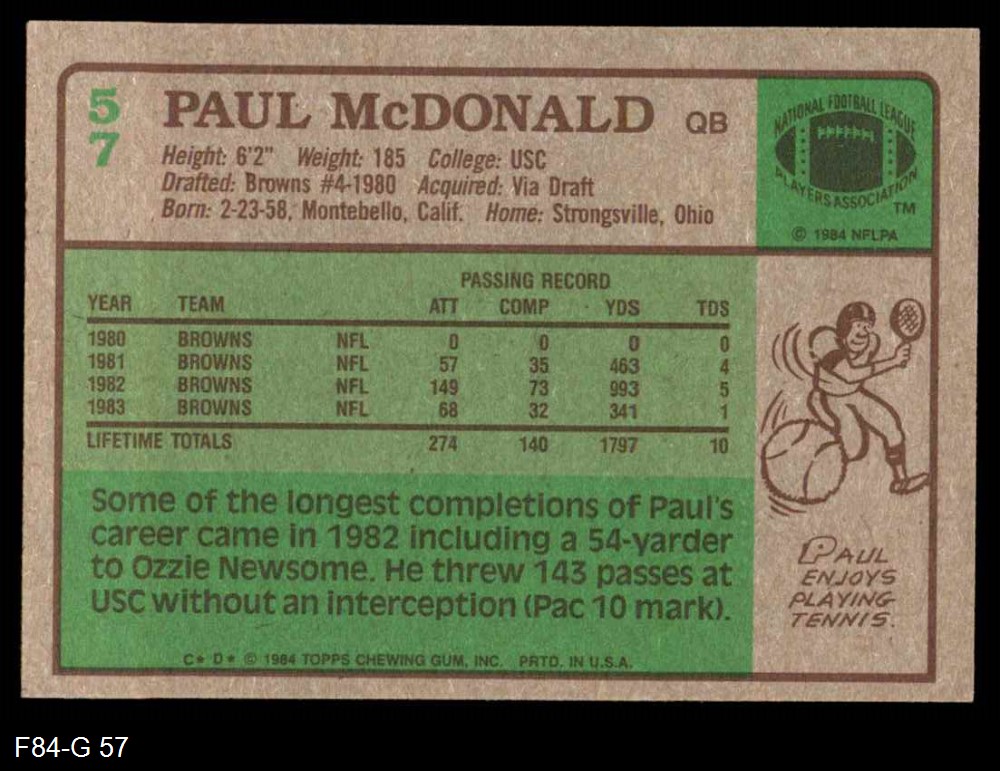 57
PAUL McDONALD QB
Height: 6'2" Weight: 185 College: USC
Drafted: Browns #4-1980 Acquired: Via Draft
Born: 2-23-58, Montebello, Calif. Home: Strongsville, Ohio
NATIONAL FOOTBALL LEAGUE
PLAYERS ASSOCIATION
TM
© 1984 NFLPA
PASSING RECORD
YEAR TEAM ATT COMP YDS TDS
1980 BROWNS NFL 0 0 0 0
1981 BROWNS NFL 57 35 463 4
1982 BROWNS NFL 149 73 993 5
1983 BROWNS NFL 68 32 341 1
LIFETIME TOTALS 274 140 1797 10
Some of the longest completions of Paul's
career came in 1982 including a 54-yarder
to Ozzie Newsome. He threw 143 passes at
USC without an interception (Pac 10 mark).
PAUL
ENJOYS
PLAYING
TENNIS.
C* D* © 1984 TOPPS CHEWING GUM, INC. PRTD. IN U.S.A.
F84-G 57